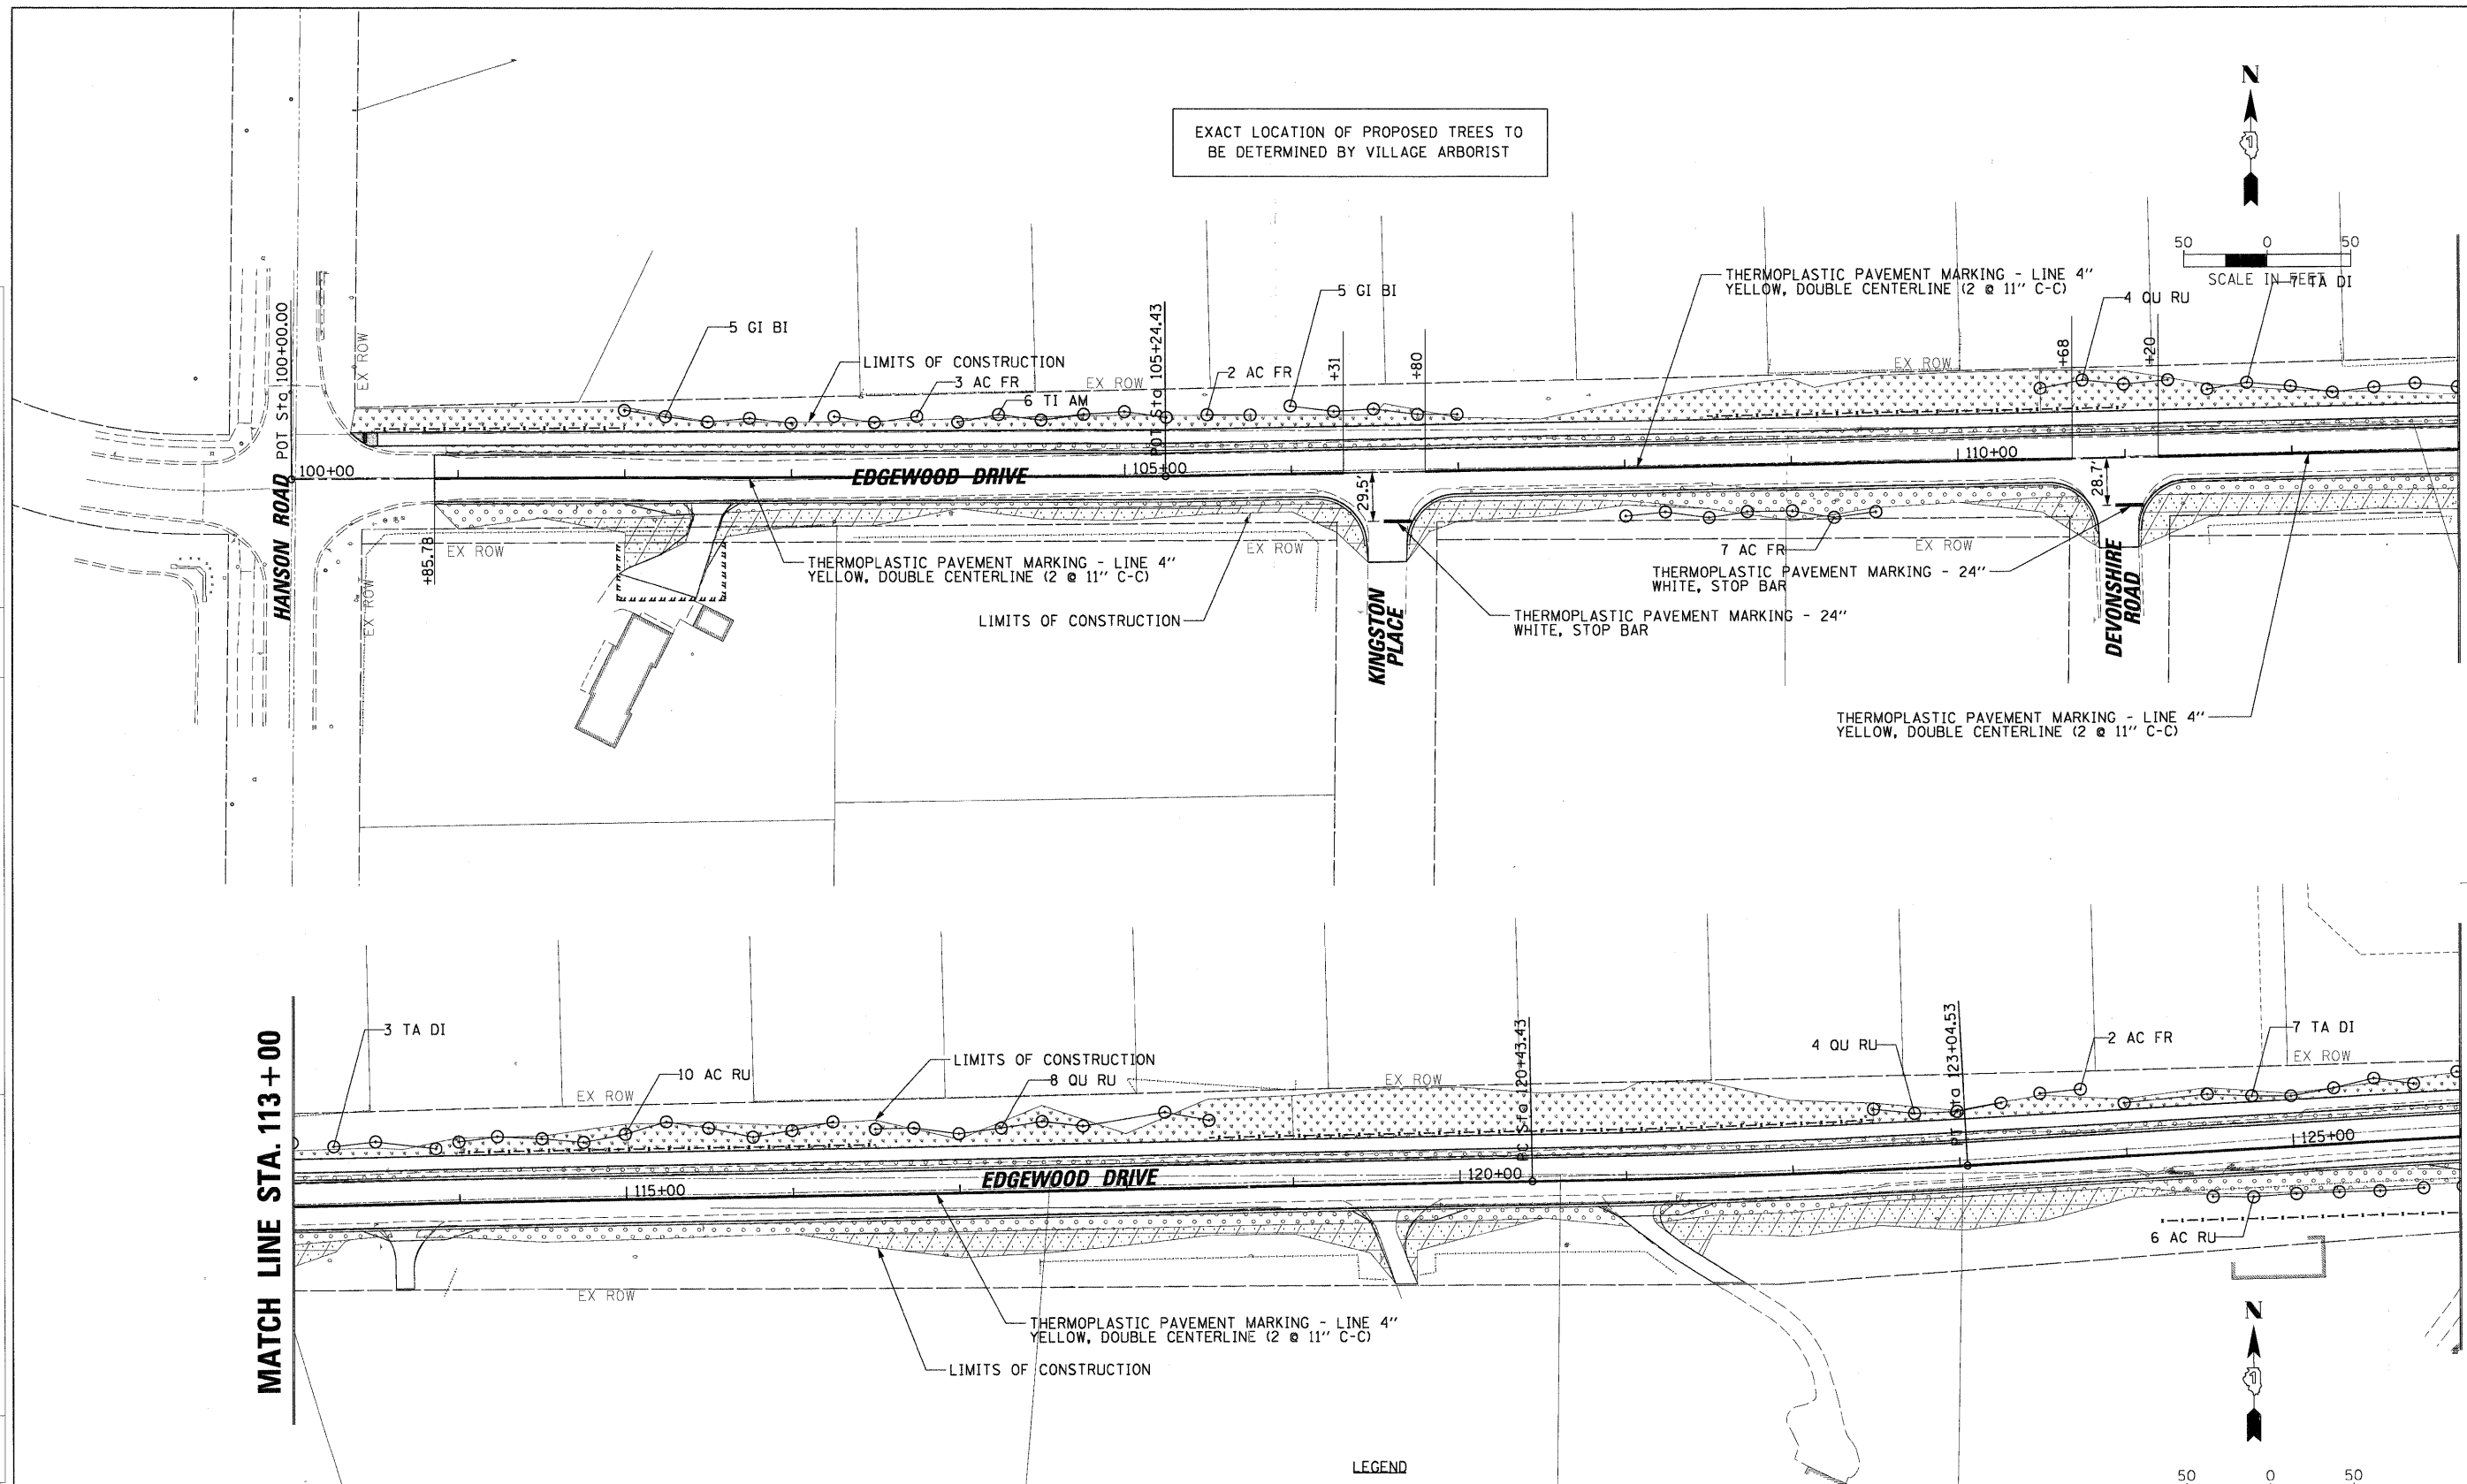 EXACT LOCATION OF PROPOSED TREES TO
BE DETERMINED BY VILLAGE ARBORIST
N
50 0 50
SCALE IN FEET
7 TA DI
4 QU RU
THERMOPLASTIC PAVEMENT MARKING - LINE 4"
YELLOW, DOUBLE CENTERLINE (2 @ 11" C-C)
5 GI BI
5 GI BI
POT Sta 100+00.00
EX ROW
LIMITS OF CONSTRUCTION
3 AC FR
EX ROW
POT Sta 105+24.43
2 AC FR
+31
+80
EX ROW
+68
+20
6 TI AM
100+00
EDGEWOOD DRIVE
105+00
110+00
HANSON ROAD
29.5'
28.7'
+85.78
EX ROW
EX ROW
THERMOPLASTIC PAVEMENT MARKING - LINE 4"
YELLOW, DOUBLE CENTERLINE (2 @ 11" C-C)
EX ROW
7 AC FR
EX ROW
THERMOPLASTIC PAVEMENT MARKING - 24"
WHITE, STOP BAR
LIMITS OF CONSTRUCTION
THERMOPLASTIC PAVEMENT MARKING - 24"
WHITE, STOP BAR
KINGSTON
PLACE
DEVONSHIRE
ROAD
THERMOPLASTIC PAVEMENT MARKING - LINE 4"
YELLOW, DOUBLE CENTERLINE (2 @ 11" C-C)
MATCH LINE STA. 113+00
3 TA DI
EX ROW
10 AC RU
LIMITS OF CONSTRUCTION
8 QU RU
EX ROW
PC Sta 120+43.43
4 QU RU
PT Sta 123+04.53
2 AC FR
7 TA DI
EX ROW
115+00
EDGEWOOD DRIVE
120+00
125+00
6 AC RU
EX ROW
THERMOPLASTIC PAVEMENT MARKING - LINE 4"
YELLOW, DOUBLE CENTERLINE (2 @ 11" C-C)
LIMITS OF CONSTRUCTION
N
LEGEND
50 0 50